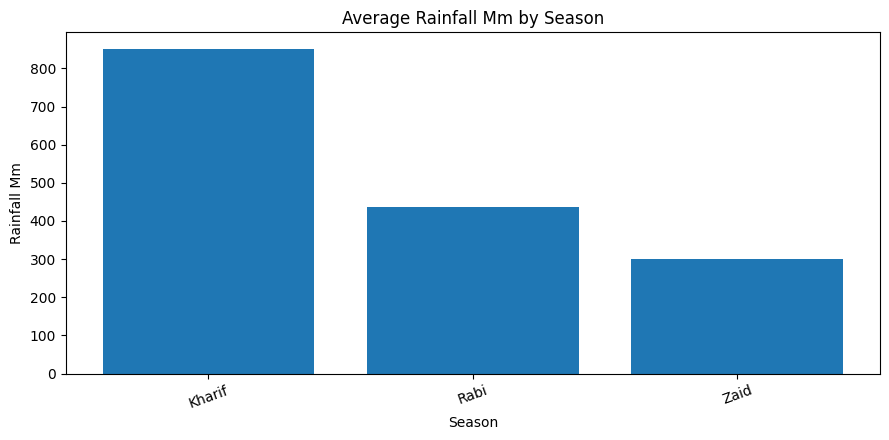 Average Rainfall Mm by Season
Rainfall Mm
800
700
600
500
400
300
200
100
0
Kharif
Rabi
Zaid
Season